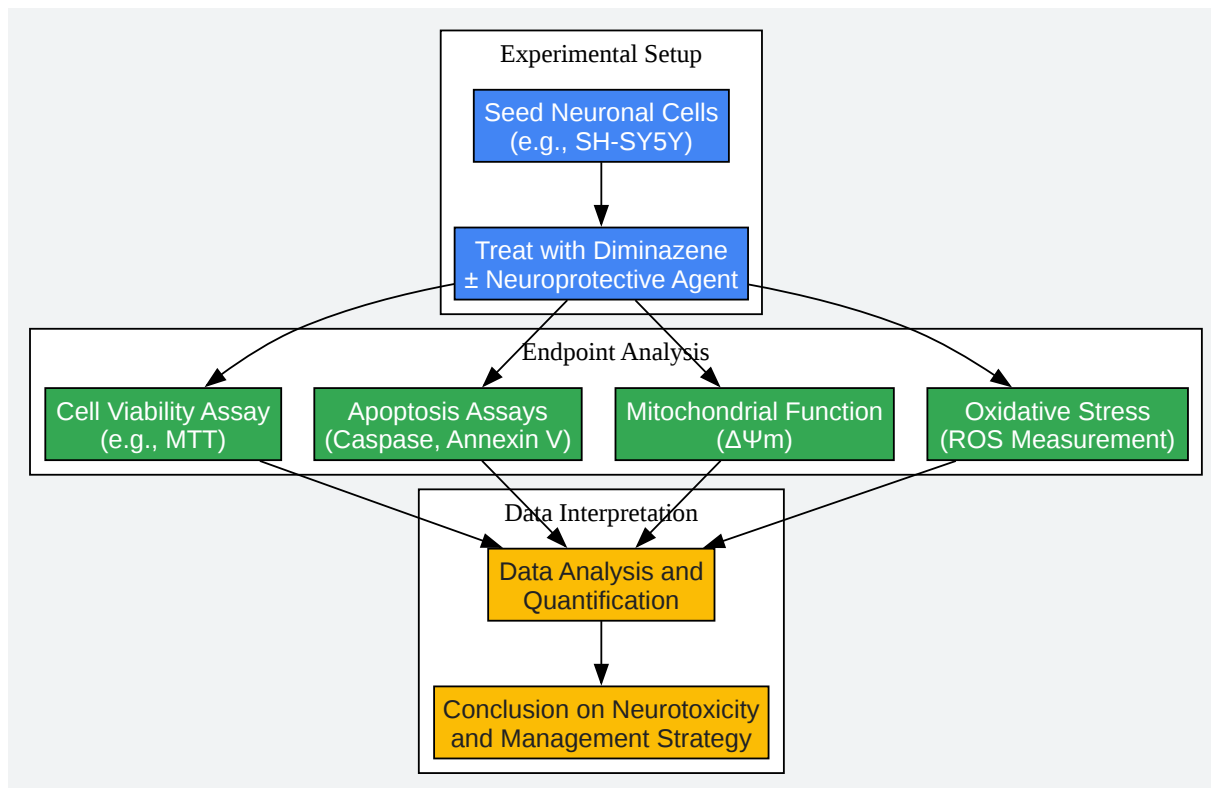 Experimental Setup
Seed Neuronal Cells
(e.g., SH-SY5Y)
Treat with Diminazene
± Neuroprotective Agent
Endpoint Analysis
Cell Viability Assay
(e.g., MTT)
Apoptosis Assays
(Caspase, Annexin V)
Mitochondrial Function
(ΔΨm)
Oxidative Stress
(ROS Measurement)
Data Interpretation
Data Analysis and
Quantification
Conclusion on Neurotoxicity
and Management Strategy